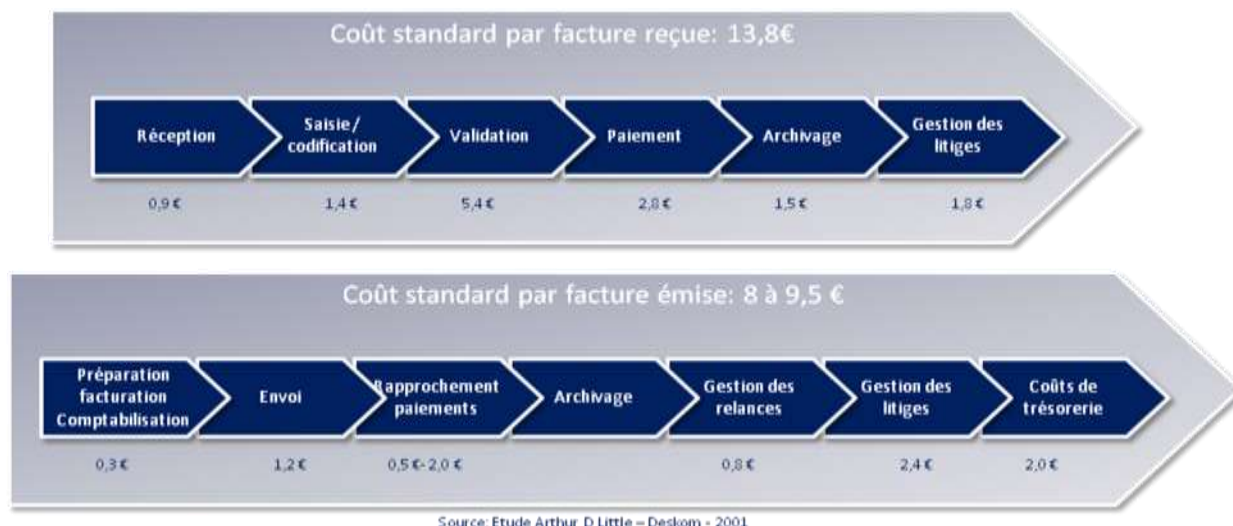 Coût standard par facture reçue: 13,8€
Réception
Saisie/
codification
Validation
Paiement
Archivage
Gestion des
litiges
0,9 €
1,4 €
5,4 €
2,8 €
1,5 €
1,8 €
Coût standard par facture émise: 8 à 9,5 €
Préparation
facturation
Comptabilisation
Envoi
Rapprochement
paiements
Archivage
Gestion des
relances
Gestion des
litiges
Coûts de
trésorerie
0,3 €
1,2 €
0,5 €- 2,0 €
0,8 €
2,4 €
2,0 €
Source: Etude Arthur D Little – Deskom - 2001